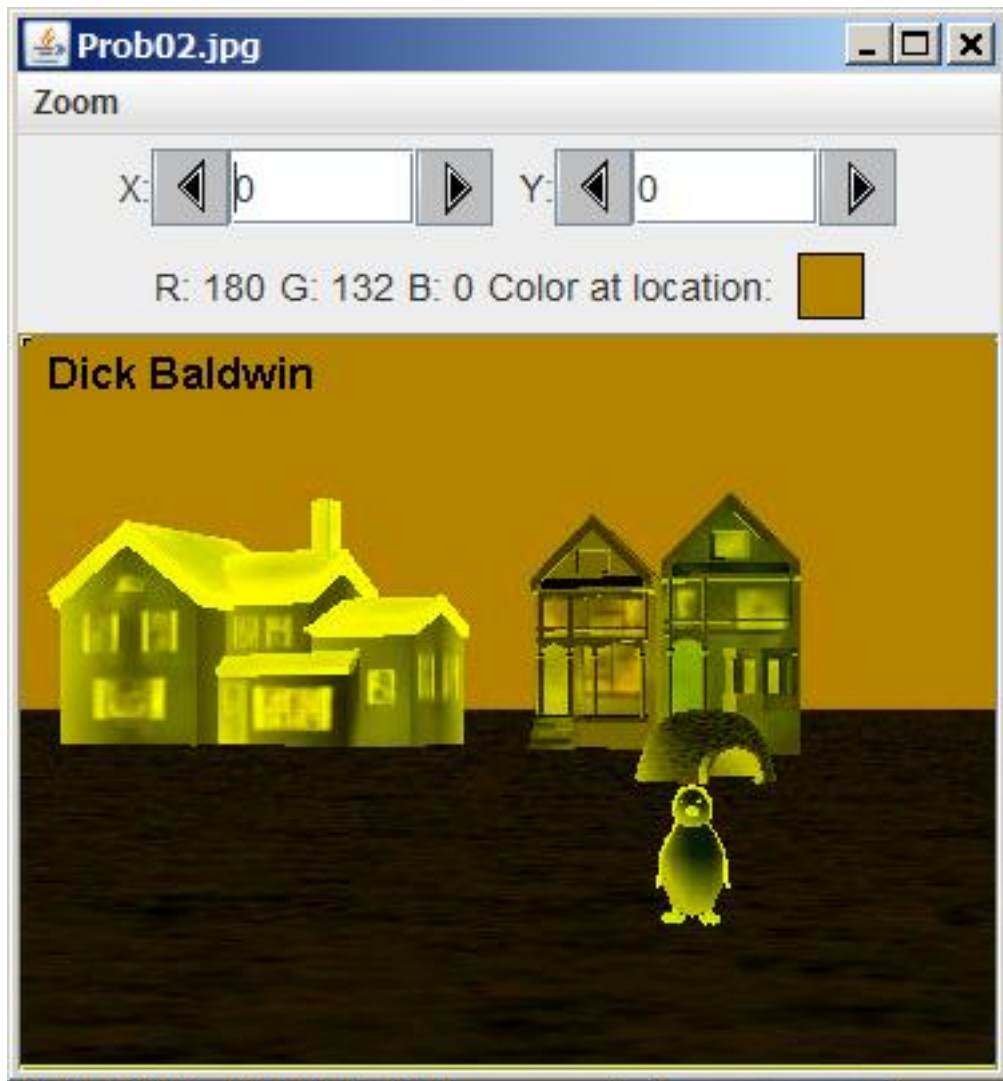 Prob02.jpg
Zoom
X: 0 Y: 0
R: 180 G: 132 B: 0 Color at location:
Dick Baldwin